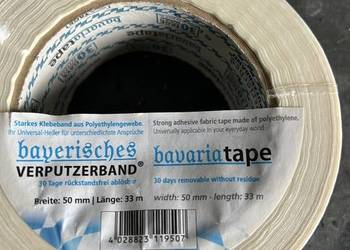 bavariatape
Starkes Klebeband aus Polyethylengewebe.
Ihr Universal-Helfer für unterschiedlichste Ansprüche
Strong adhesive fabric tape made of polyethylene.
Universally applicable in your everyday world
bayerisches
VERPUTZERBAND®
30 Tage rückstandsfrei ablösbar
bavariatape
30 days removable without residue
Breite: 50 mm | Länge: 33 m
width: 50 mm - length: 33 m
4 028823 119507